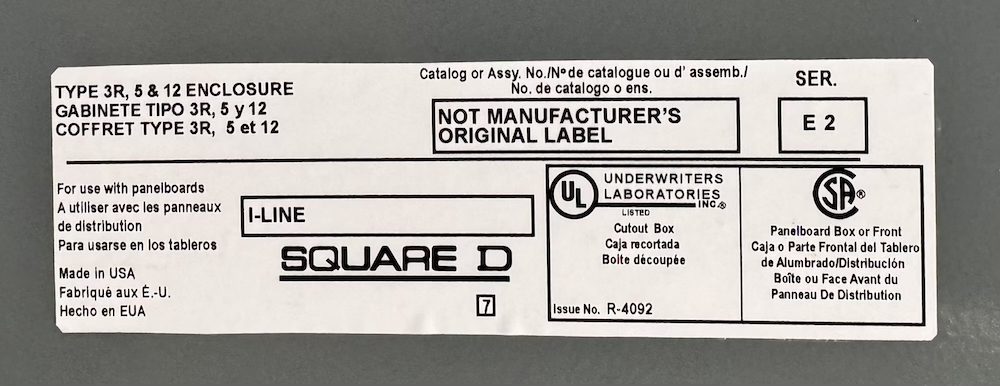 TYPE 3R, 5 & 12 ENCLOSURE
GABINETE TIPO 3R, 5 y 12
COFFRET TYPE 3R, 5 et 12
Catalog or Assy. No./Nº de catalogue ou d' assemb./
No. de catalogo o ens.
NOT MANUFACTURER'S
ORIGINAL LABEL
SER.
E 2
For use with panelboards
A utiliser avec les panneaux
de distribution
Para usarse en los tableros
Made in USA
Fabriqué aux É.-U.
Hecho en EUA
I-LINE
SQUARE D
7
UL
UNDERWRITERS
LABORATORIES
INC.®
LISTED
Cutout Box
Caja recortada
Boite découpée
Issue No. R-4092
CSA®
Panelboard Box or Front
Caja o Parte Frontal del Tablero
de Alumbrado/Distribución
Boîte ou Face Avant du
Panneau De Distribution